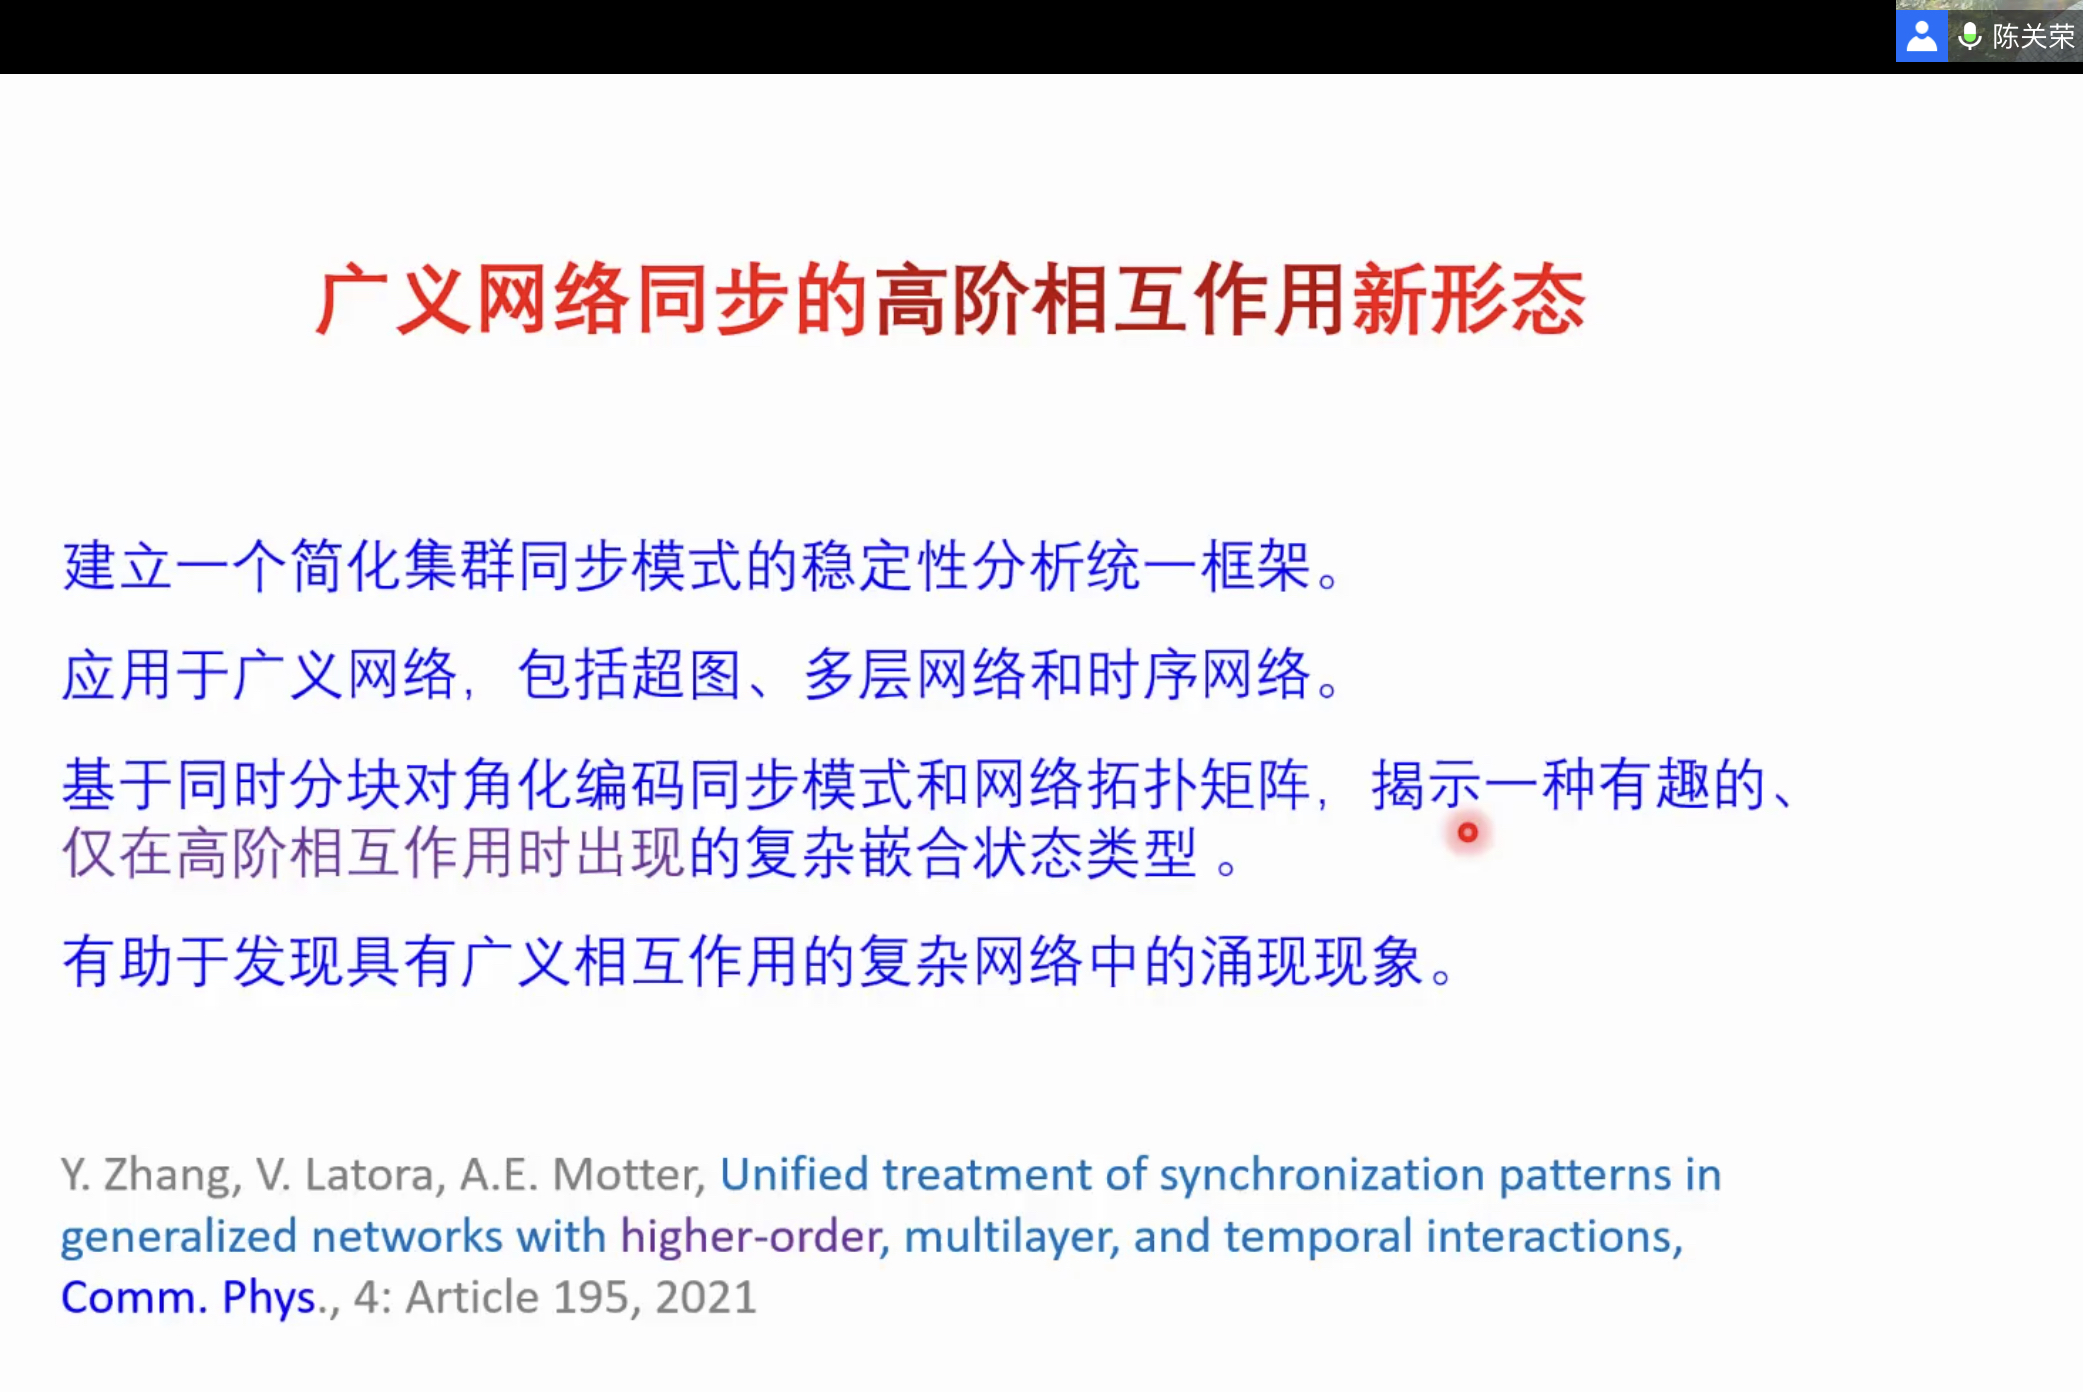 陈关荣
广义网络同步的高阶相互作用新形态
建立一个简化集群同步模式的稳定性分析统一框架。
应用于广义网络，包括超图、多层网络和时序网络。
基于同时分块对角化编码同步模式和网络拓扑矩阵，揭示一种有趣的、
仅在高阶相互作用时出现的复杂嵌合状态类型 。
有助于发现具有广义相互作用的复杂网络中的涌现现象。
Y. Zhang, V. Latora, A.E. Motter, Unified treatment of synchronization patterns in
generalized networks with higher-order, multilayer, and temporal interactions,
Comm. Phys., 4: Article 195, 2021